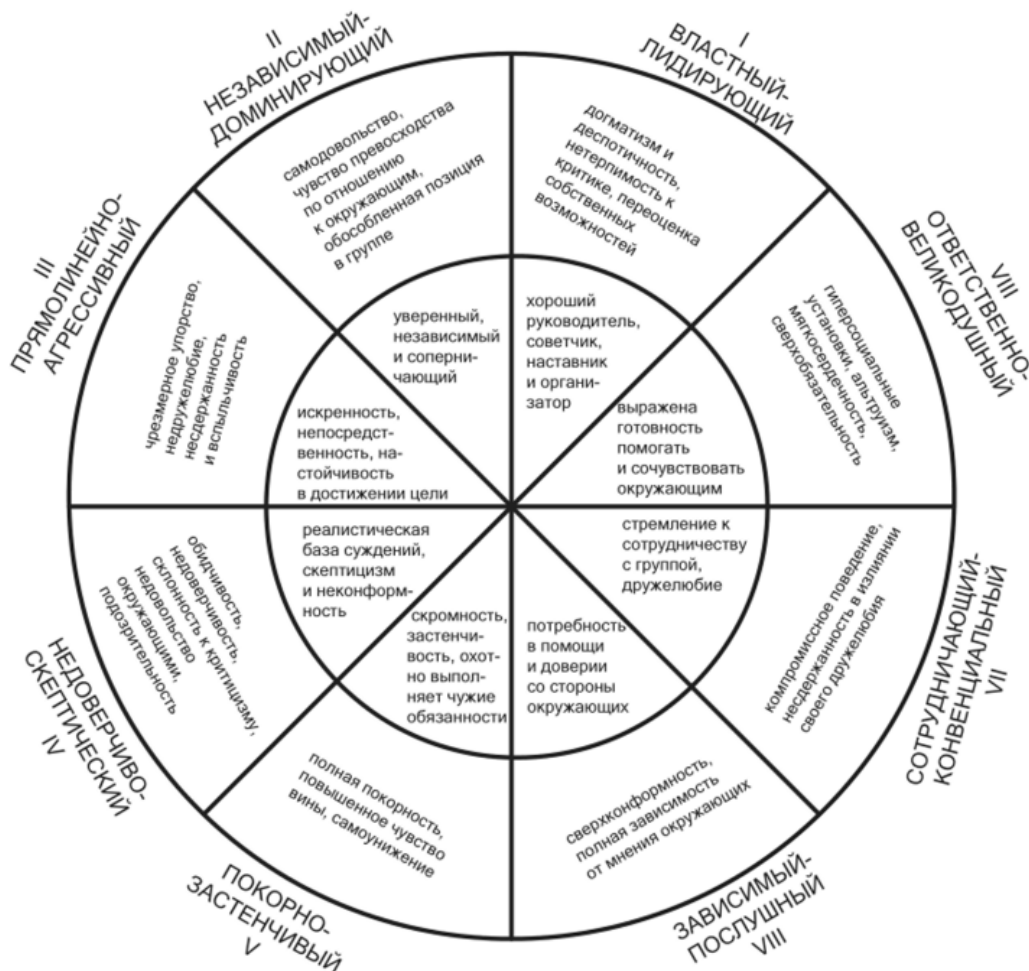 I
ВЛАСТНЫЙ-
ЛИДИРУЮЩИЙ
догматизм и
деспотичность,
нетерпимость к
критике, переоценка
собственных
возможностей
хороший
руководитель,
советчик,
наставник
и органи-
затор
II
НЕЗАВИСИМЫЙ-
ДОМИНИРУЮЩИЙ
самодовольство,
чувство превосходства
по отношению
к окружающим,
обособленная позиция
в группе
уверенный,
независимый
и соперни-
чающий
III
ПРЯМОЛИНЕЙНО-
АГРЕССИВНЫЙ
чрезмерное упорство,
недружелюбие,
несдержанность
и вспыльчивость
искренность,
непосредст-
венность, на-
стойчивость
в достижении цели
НЕДОВЕРЧИВО-
СКЕПТИЧЕСКИЙ
IV
обидчивость,
недоверчивость,
склонность к критицизму,
недовольство
окружающими,
подозрительность
реалистическая
база суждений,
скептицизм
и неконформ-
ность
ПОКОРНО-
ЗАСТЕНЧИВЫЙ
V
полная покорность,
повышенное чувство
вины, самоунижение
скромность,
застенчи-
вость, охот-
но выпол-
няет чужие
обязанности
ЗАВИСИМЫЙ-
ПОСЛУШНЫЙ
VIII
сверхконформность,
полная зависимость
от мнения окружающих
потребность
в помощи
и доверии
со стороны
окружающих
СОТРУДНИЧАЮЩИЙ-
КОНВЕНЦИАЛЬНЫЙ
VII
компромиссное поведение,
несдержанность в излиянии
своего дружелюбия
стремление к
сотрудничеству
с группой,
дружелюбие
VIII
ОТВЕТСТВЕННО-
ВЕЛИКОДУШНЫЙ
гиперсоциальные
установки, альтруизм,
мягкосердечность,
сверхобязательность
выражена
готовность
помогать
и сочувствовать
окружающим